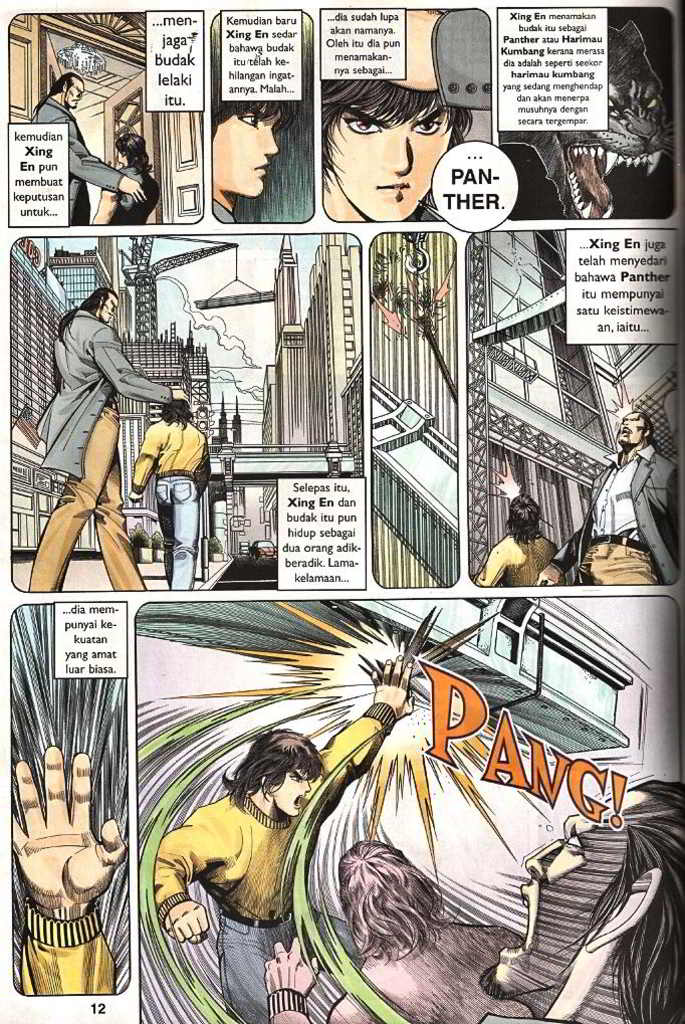 kemudian
Xing
En pun
membuat
keputusan
untuk...
...men-
jaga
budak
lelaki
itu.
Kemudian baru
Xing En sedar
bahawa budak
itu telah ke-
hilangan ingat-
annya. Malah...
...dia sudah lupa
akan namanya.
Oleh itu dia pun
menamakan-
nya sebagai...
...
PAN-
THER.
Xing En menamakan
budak itu sebagai
Panther atau Harimau
Kumbang kerana merasa
dia adalah seperti seekor
harimau kumbang
yang sedang menghendap
dan akan menerpa
musuhnya dengan
secara tergempar.
Selepas itu,
Xing En dan
budak itu pun
hidup sebagai
dua orang adik-
beradik. Lama-
kelamaan...
...Xing En juga
telah menyedari
bahawa Panther
itu mempunyai
satu keistimewa-
an, iaitu...
...dia mem-
punyai ke-
kuatan
yang amat
luar biasa.
PANG!
12